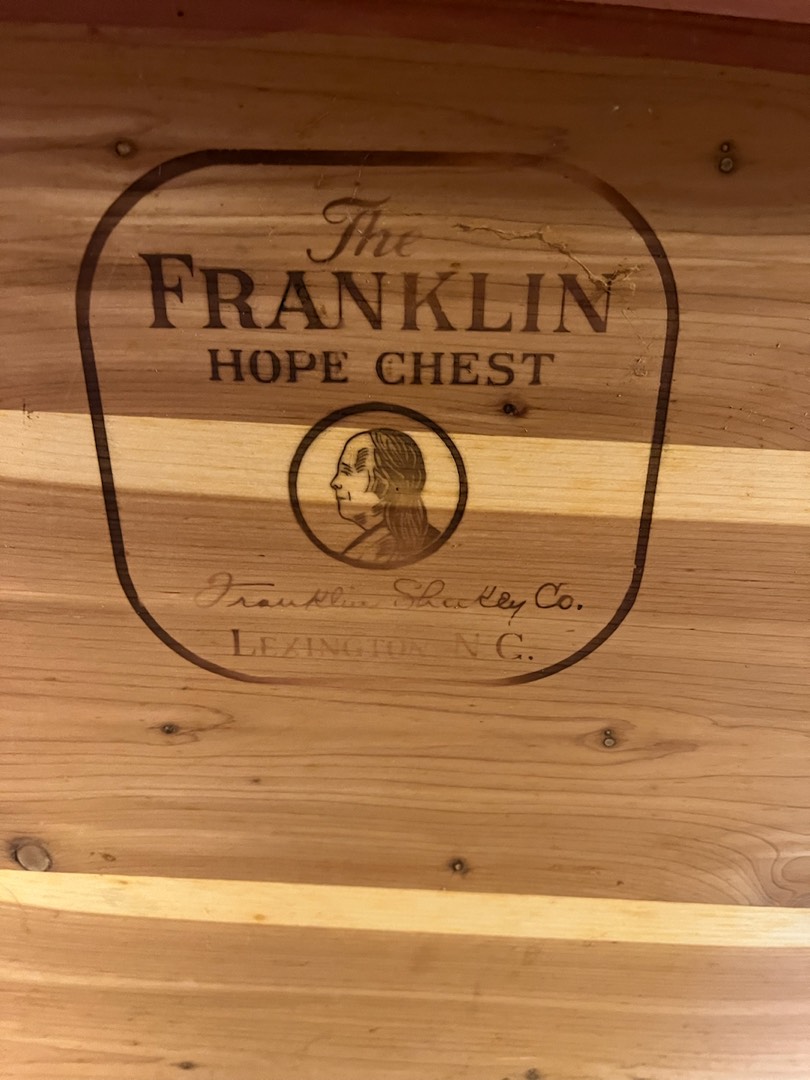 The
FRANKLIN
HOPE CHEST
Franklin Shockey Co.
LEXINGTON N.C.